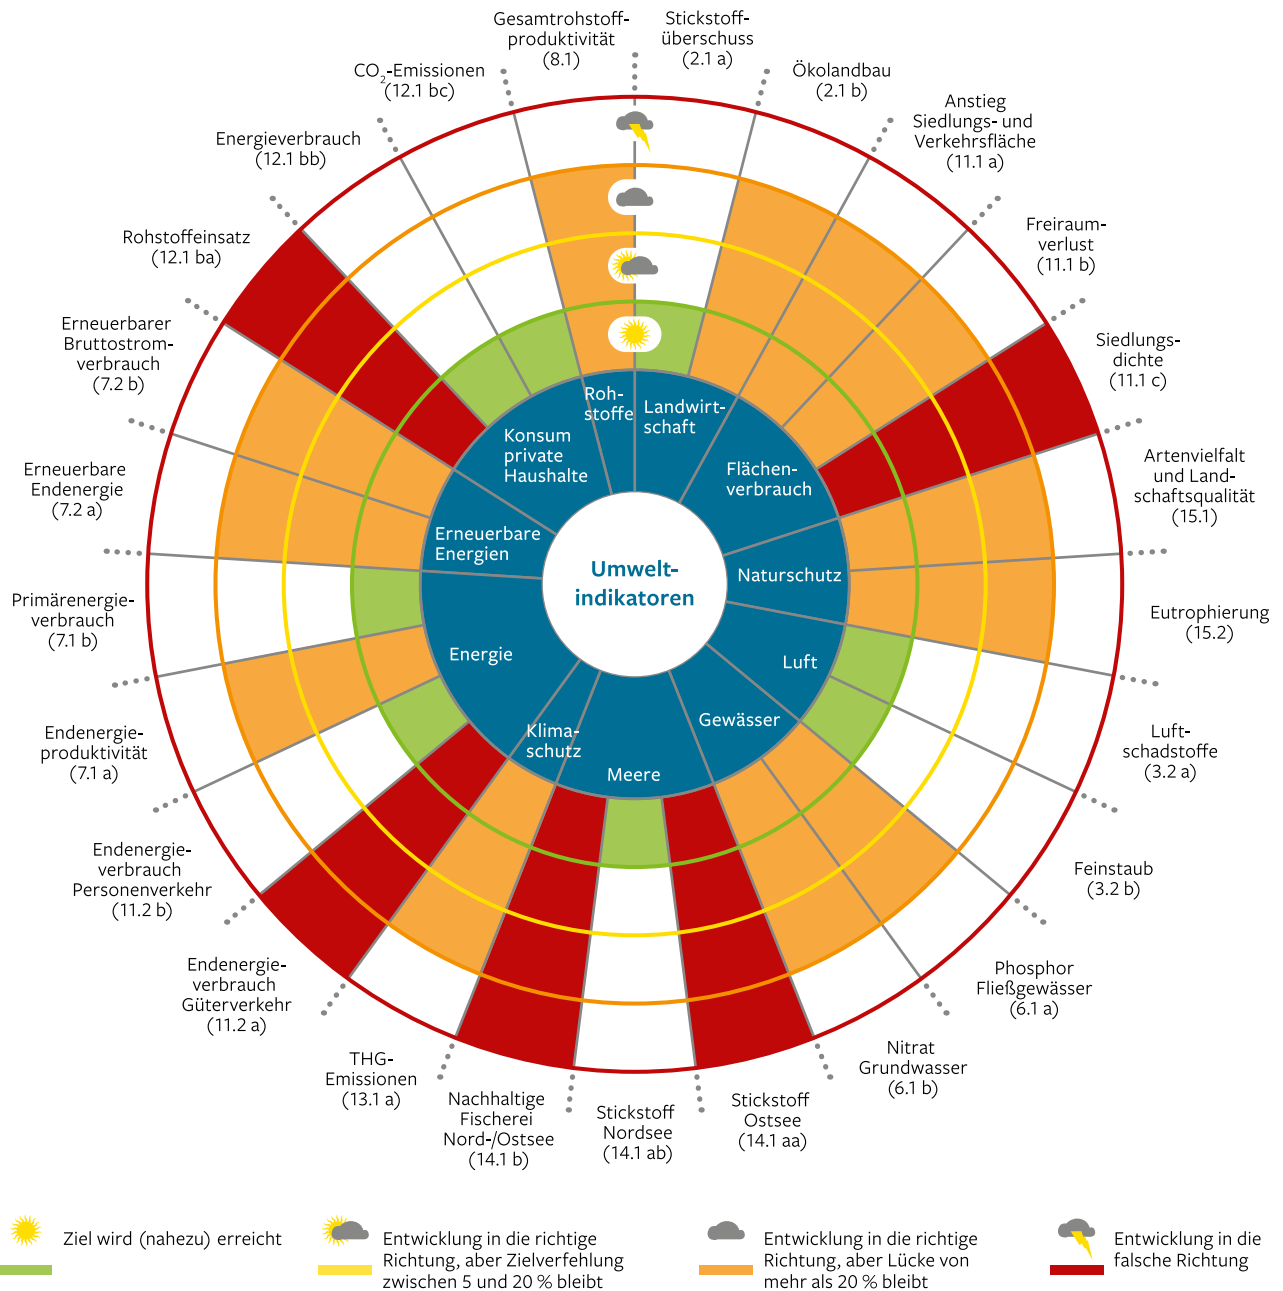 Gesamtrohstoff-
produktivität
(8.1)
Stickstoff-
überschuss
(2.1 a)
Ökolandbau
(2.1 b)
Anstieg
Siedlungs- und
Verkehrsfläche
(11.1 a)
Freiraum-
verlust
(11.1 b)
Siedlungs-
dichte
(11.1 c)
Artenvielfalt
und Land-
schaftsqualität
(15.1)
Eutrophierung
(15.2)
Luft-
schadstoffe
(3.2 a)
Feinstaub
(3.2 b)
Phosphor
Fließgewässer
(6.1 a)
Nitrat
Grundwasser
(6.1 b)
Stickstoff
Ostsee
(14.1 aa)
Stickstoff
Nordsee
(14.1 ab)
Nachhaltige
Fischerei
Nord-/Ostsee
(14.1 b)
THG-
Emissionen
(13.1 a)
Endenergie-
verbrauch
Güterverkehr
(11.2 a)
Endenergie-
verbrauch
Personenverkehr
(11.2 b)
Endenergie-
produktivität
(7.1 a)
Primärenergie-
verbrauch
(7.1 b)
Erneuerbare
Endenergie
(7.2 a)
Erneuerbarer
Bruttostrom-
verbrauch
(7.2 b)
Rohstoffeinsatz
(12.1 ba)
Energieverbrauch
(12.1 bb)
CO₂-Emissionen
(12.1 bc)
Roh-
stoffe
Landwirt-
schaft
Flächen-
verbrauch
Naturschutz
Luft
Gewässer
Meere
Klima-
schutz
Energie
Erneuerbare
Energien
Konsum
private
Haushalte
Umwelt-
indikatoren
Ziel wird (nahezu) erreicht
Entwicklung in die richtige
Richtung, aber Zielverfehlung
zwischen 5 und 20 % bleibt
Entwicklung in die richtige
Richtung, aber Lücke von
mehr als 20 % bleibt
Entwicklung in die
falsche Richtung